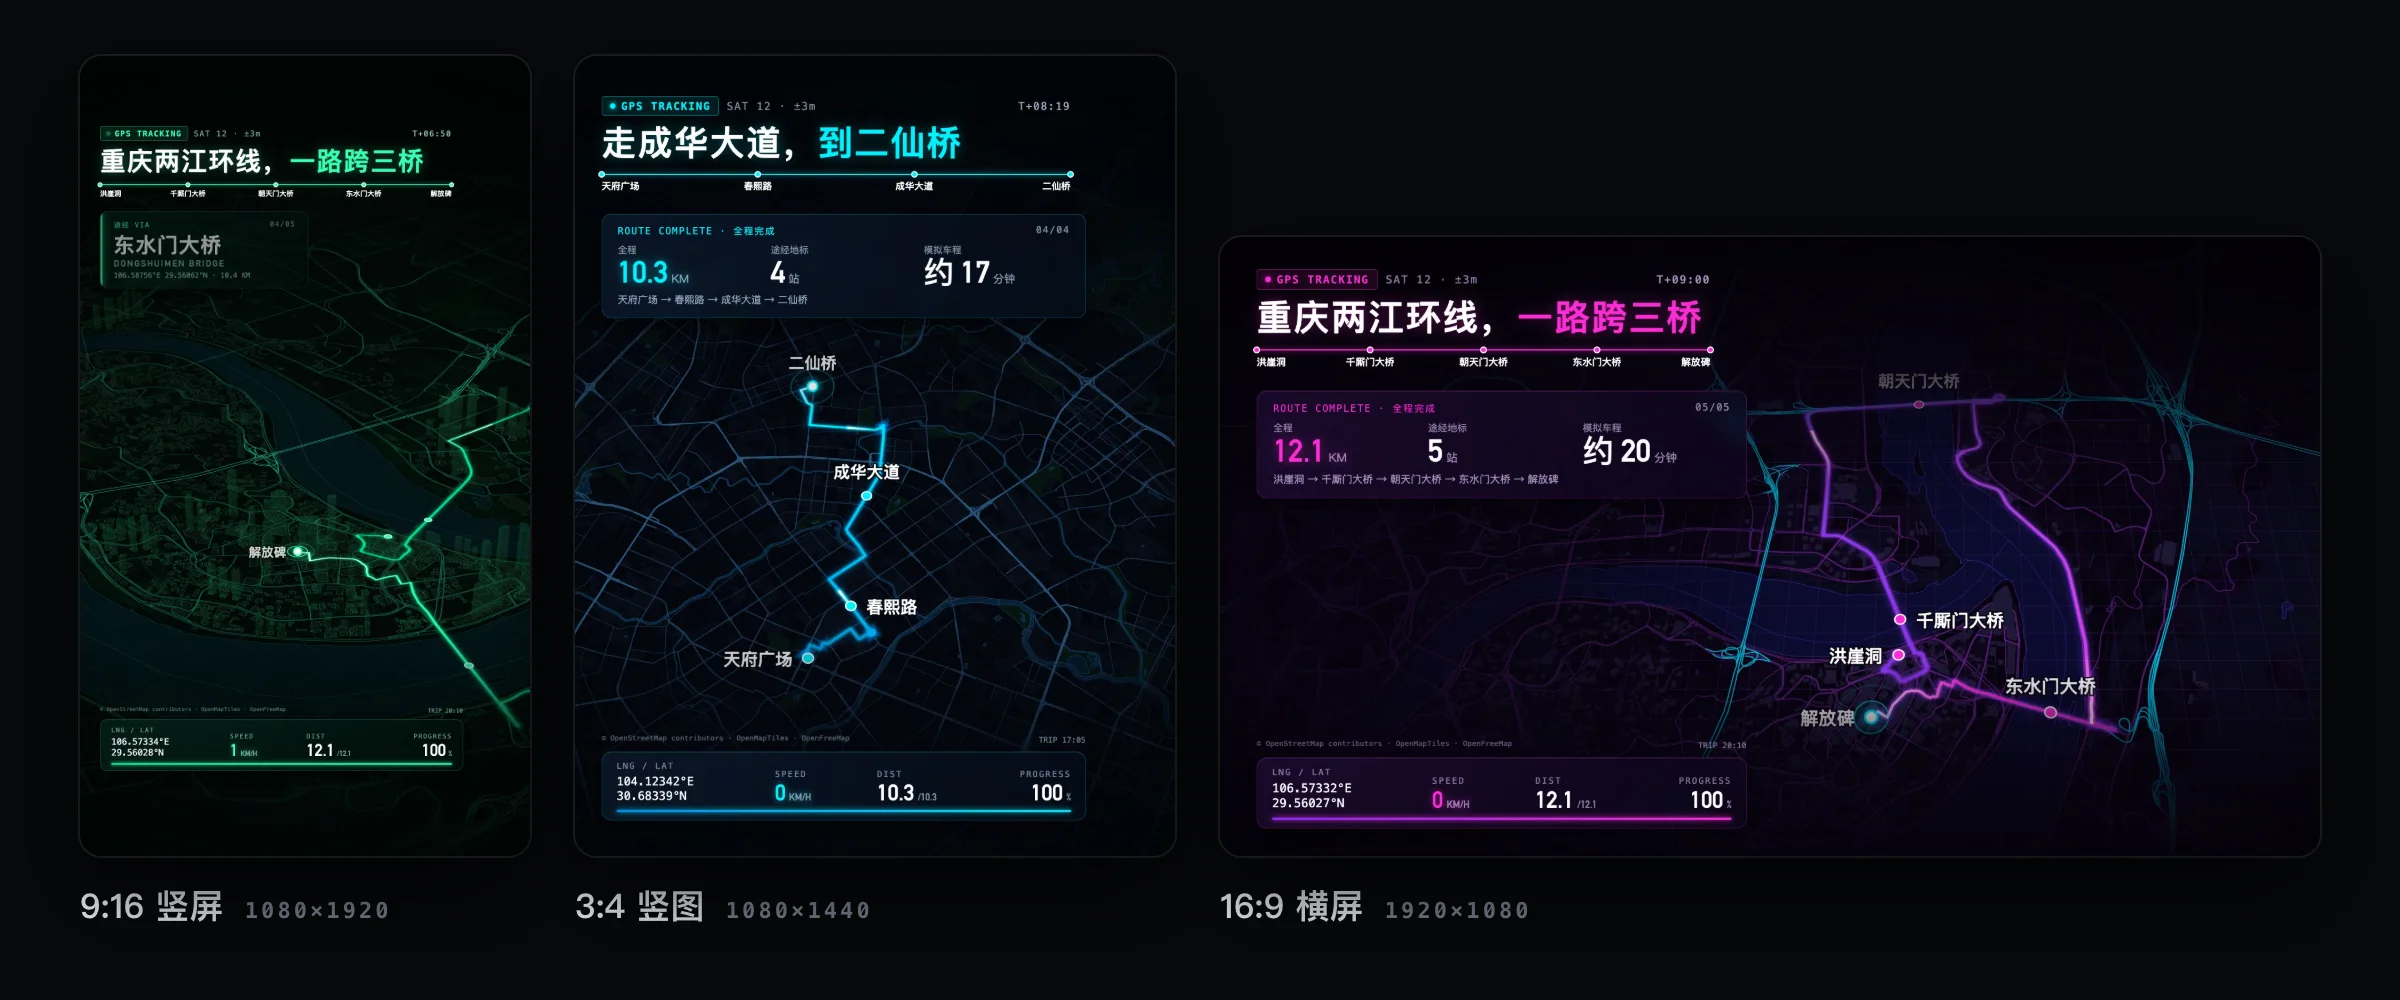 GPS TRACKING SAT 12 · ±3m T+06:50
重庆两江环线，一路跨三桥
洪崖洞 千厮门大桥 朝天门大桥 东水门大桥 解放碑
途经 VIA 04/05
东水门大桥
DONGSHUIMEN BRIDGE
106.58756°E 29.56062°N · 10.4 KM
解放碑
© OpenStreetMap contributors · OpenMapTiles · OpenFreeMap TRIP 20:10
LNG / LAT SPEED DIST PROGRESS
106.57334°E
29.56028°N
1 KM/H 12.1 /12.1 100 %
9:16 竖屏 1080×1920
GPS TRACKING SAT 12 · ±3m T+08:19
走成华大道，到二仙桥
天府广场 春熙路 成华大道 二仙桥
ROUTE COMPLETE · 全程完成 04/04
全程 途经地标 模拟车程
10.3 KM 4 站 约 17 分钟
天府广场 → 春熙路 → 成华大道 → 二仙桥
二仙桥
成华大道
春熙路
天府广场
© OpenStreetMap contributors · OpenMapTiles · OpenFreeMap TRIP 17:05
LNG / LAT SPEED DIST PROGRESS
104.12342°E
30.68339°N
0 KM/H 10.3 /10.3 100 %
3:4 竖图 1080×1440
GPS TRACKING SAT 12 · ±3m T+09:00
重庆两江环线，一路跨三桥
洪崖洞 千厮门大桥 朝天门大桥 东水门大桥 解放碑
ROUTE COMPLETE · 全程完成 05/05
全程 途经地标 模拟车程
12.1 KM 5 站 约 20 分钟
洪崖洞 → 千厮门大桥 → 朝天门大桥 → 东水门大桥 → 解放碑
朝天门大桥
千厮门大桥
洪崖洞
东水门大桥
解放碑
© OpenStreetMap contributors · OpenMapTiles · OpenFreeMap TRIP 20:10
LNG / LAT SPEED DIST PROGRESS
106.57332°E
29.56027°N
0 KM/H 12.1 /12.1 100 %
16:9 横屏 1920×1080